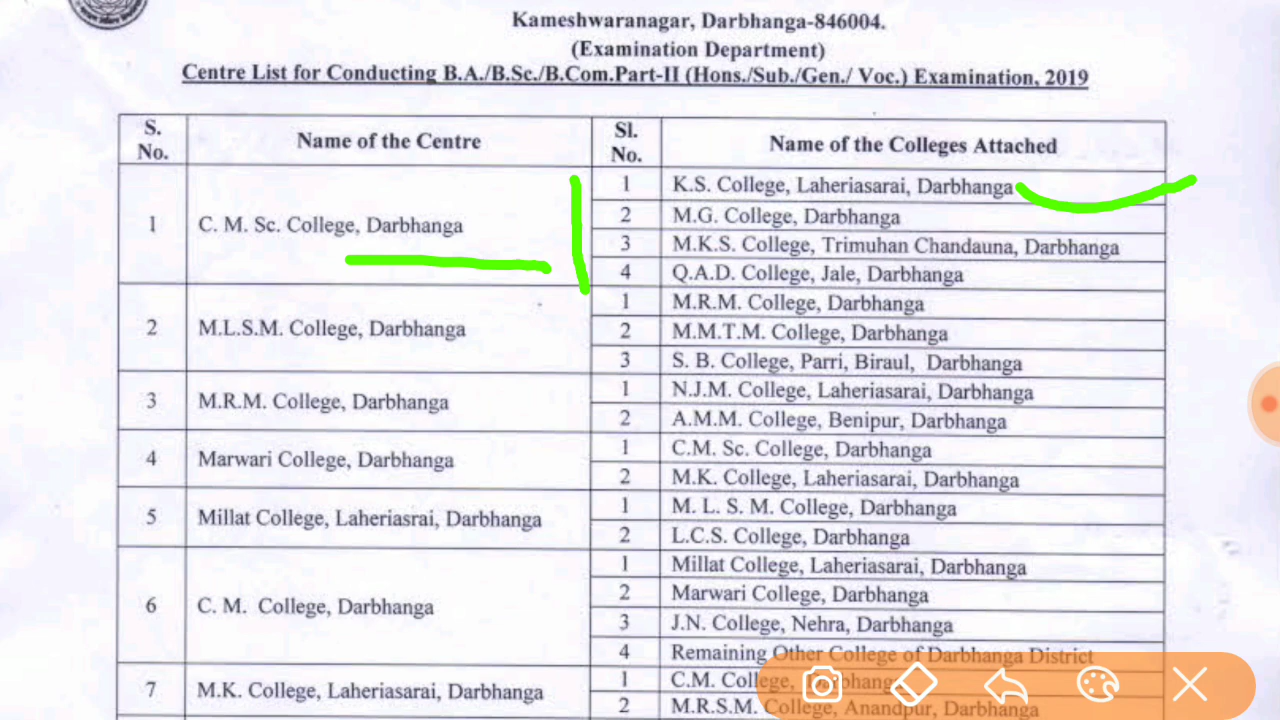 Kameshwaranagar, Darbhanga-846004.
(Examination Department)
Centre List for Conducting B.A./B.Sc./B.Com.Part-II (Hons./Sub./Gen./ Voc.) Examination, 2019
S. No. Name of the Centre Sl. No. Name of the Colleges Attached
1 C. M. Sc. College, Darbhanga 1 K.S. College, Laheriasarai, Darbhanga
2 M.G. College, Darbhanga
3 M.K.S. College, Trimuhan Chandauna, Darbhanga
4 Q.A.D. College, Jale, Darbhanga
2 M.L.S.M. College, Darbhanga 1 M.R.M. College, Darbhanga
2 M.M.T.M. College, Darbhanga
3 S. B. College, Parri, Biraul, Darbhanga
3 M.R.M. College, Darbhanga 1 N.J.M. College, Laheriasarai, Darbhanga
2 A.M.M. College, Benipur, Darbhanga
4 Marwari College, Darbhanga 1 C.M. Sc. College, Darbhanga
2 M.K. College, Laheriasarai, Darbhanga
5 Millat College, Laheriasrai, Darbhanga 1 M. L. S. M. College, Darbhanga
2 L.C.S. College, Darbhanga
6 C. M. College, Darbhanga 1 Millat College, Laheriasarai, Darbhanga
2 Marwari College, Darbhanga
3 J.N. College, Nehra, Darbhanga
4 Remaining Other College of Darbhanga District
7 M.K. College, Laheriasarai, Darbhanga 1 C.M. College, Darbhanga
2 M.R.S.M. College, Anandpur, Darbhanga